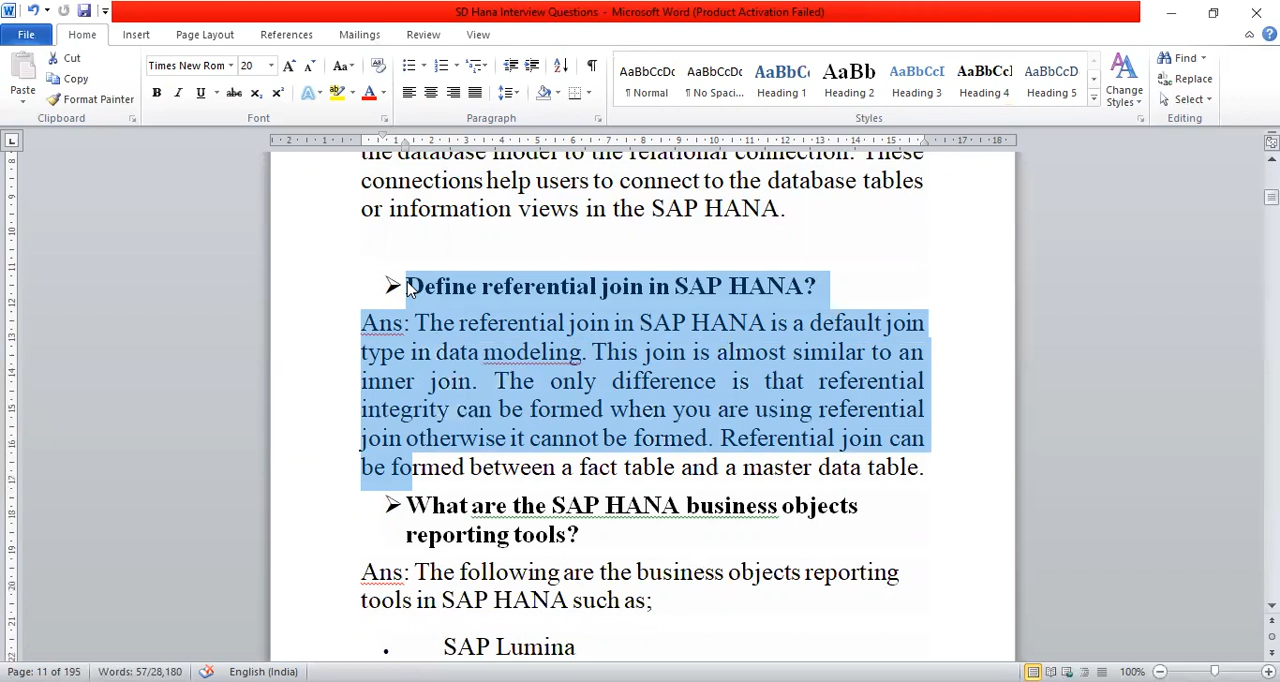 SD Hana Interview Questions - Microsoft Word (Product Activation Failed)
File Home Insert Page Layout References Mailings Review View
Paste Cut Copy Format Painter Clipboard
Times New Rom 20 Font
Paragraph
AaBbCcDc AaBbCcDc AaBbC AaBb AaBbCcI AaBbCcI AaBbCcD
¶ Normal ¶ No Spaci... Heading 1 Heading 2 Heading 3 Heading 4 Heading 5
Change Styles
Styles
Find Replace Select Editing
the database model to the relational connection. These
connections help users to connect to the database tables
or information views in the SAP HANA.
Define referential join in SAP HANA?
Ans: The referential join in SAP HANA is a default join
type in data modeling. This join is almost similar to an
inner join. The only difference is that referential
integrity can be formed when you are using referential
join otherwise it cannot be formed. Referential join can
be formed between a fact table and a master data table.
What are the SAP HANA business objects
reporting tools?
Ans: The following are the business objects reporting
tools in SAP HANA such as;
• SAP Lumina
Page: 11 of 195 Words: 57/28,180 English (India) 100%